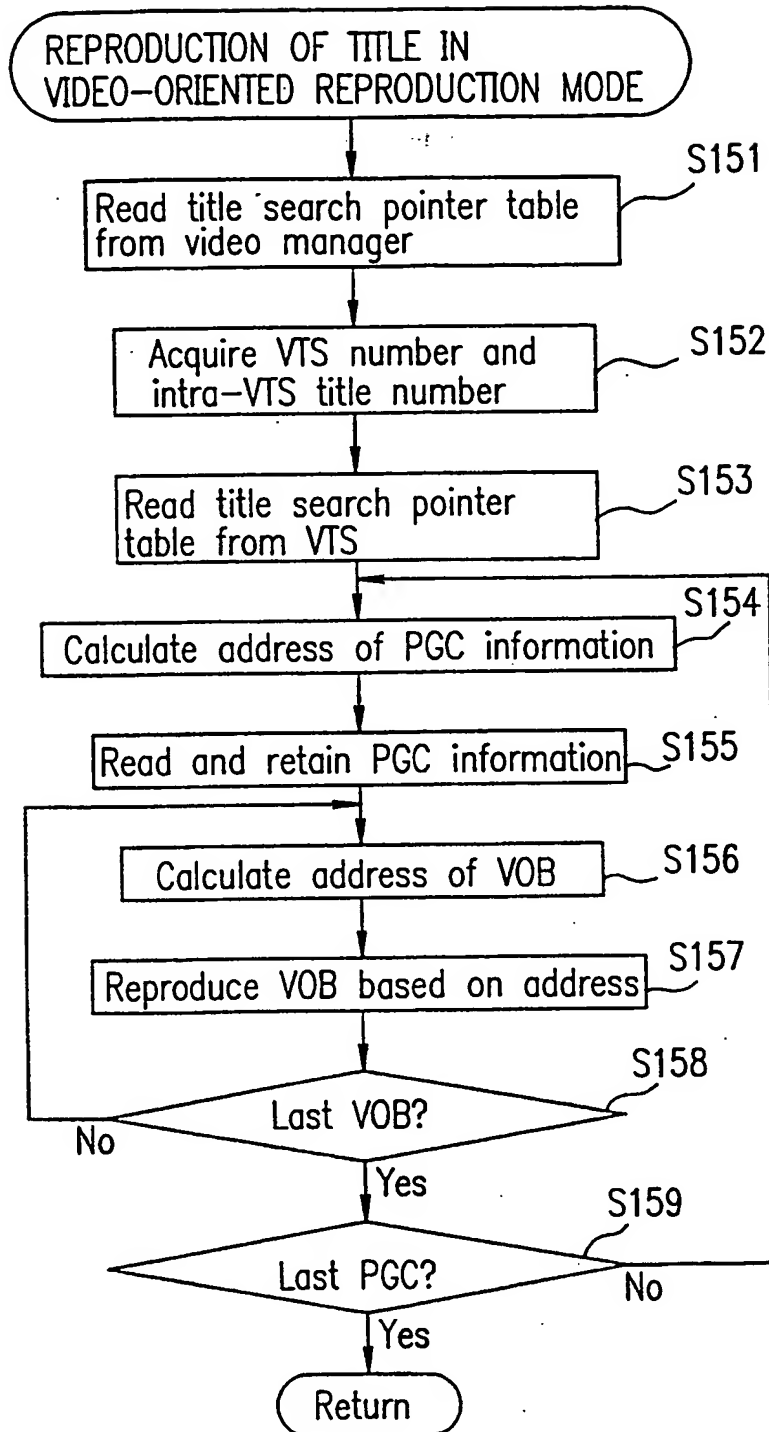 REPRODUCTION OF TITLE IN
VIDEO-ORIENTED REPRODUCTION MODE
S151
Read title search pointer table
from video manager
S152
Acquire VTS number and
intra-VTS title number
S153
Read title search pointer
table from VTS
S154
Calculate address of PGC information
S155
Read and retain PGC information
S156
Calculate address of VOB
S157
Reproduce VOB based on address
S158
Last VOB?
No
Yes
S159
Last PGC?
No
Yes
Return